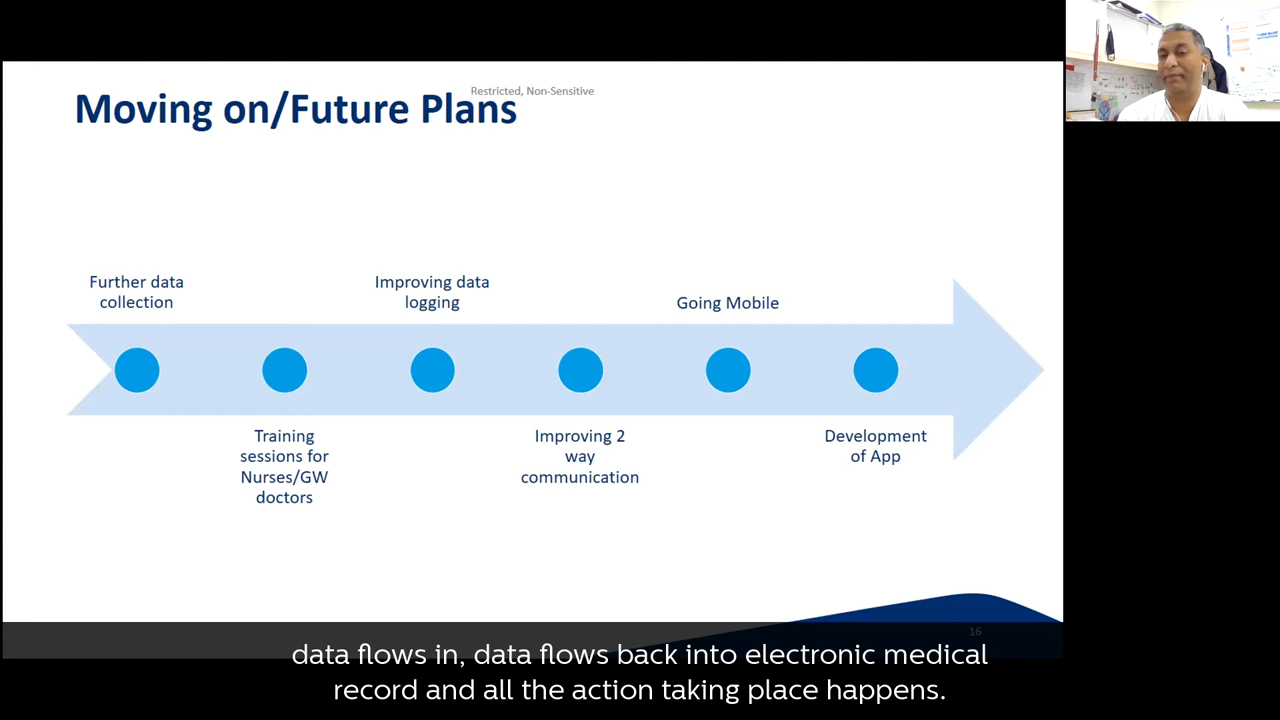 Restricted, Non-Sensitive
Moving on/Future Plans
Further data
collection
Training
sessions for
Nurses/GW
doctors
Improving data
logging
Improving 2
way
communication
Going Mobile
Development
of App
16
data flows in, data flows back into electronic medical
record and all the action taking place happens.